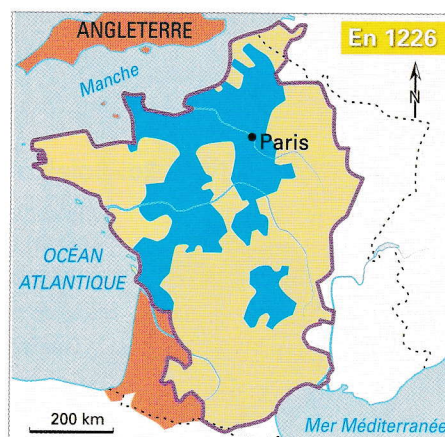 ANGLETERRE
En 1226
Manche
N
Paris
OCÉAN
ATLANTIQUE
200 km
Mer Méditerranée